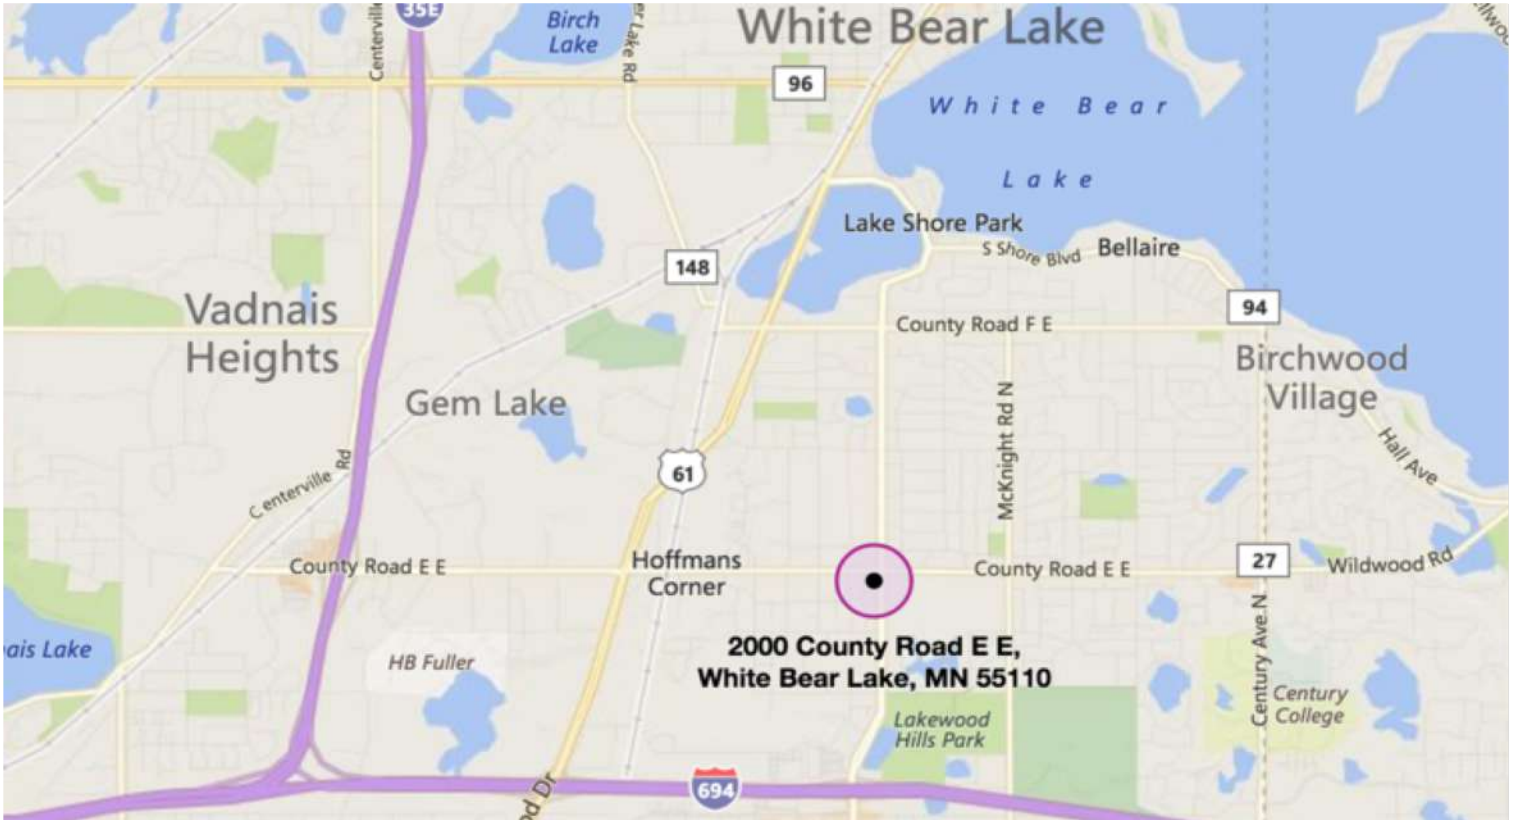 35E
Birch
Lake
White Bear Lake
96
White Bear
Lake
Lake Shore Park
S Shore Blvd
Bellaire
148
94
Vadnais
Heights
County Road F E
Birchwood
Village
Gem Lake
McKnight Rd N
Hall Ave
61
Centerville Rd
County Road E E
Hoffmans
Corner
County Road E E
27
Wildwood Rd
2000 County Road E E,
White Bear Lake, MN 55110
Lake
HB Fuller
Century Ave N
Century
College
Lakewood
Hills Park
694
Dr